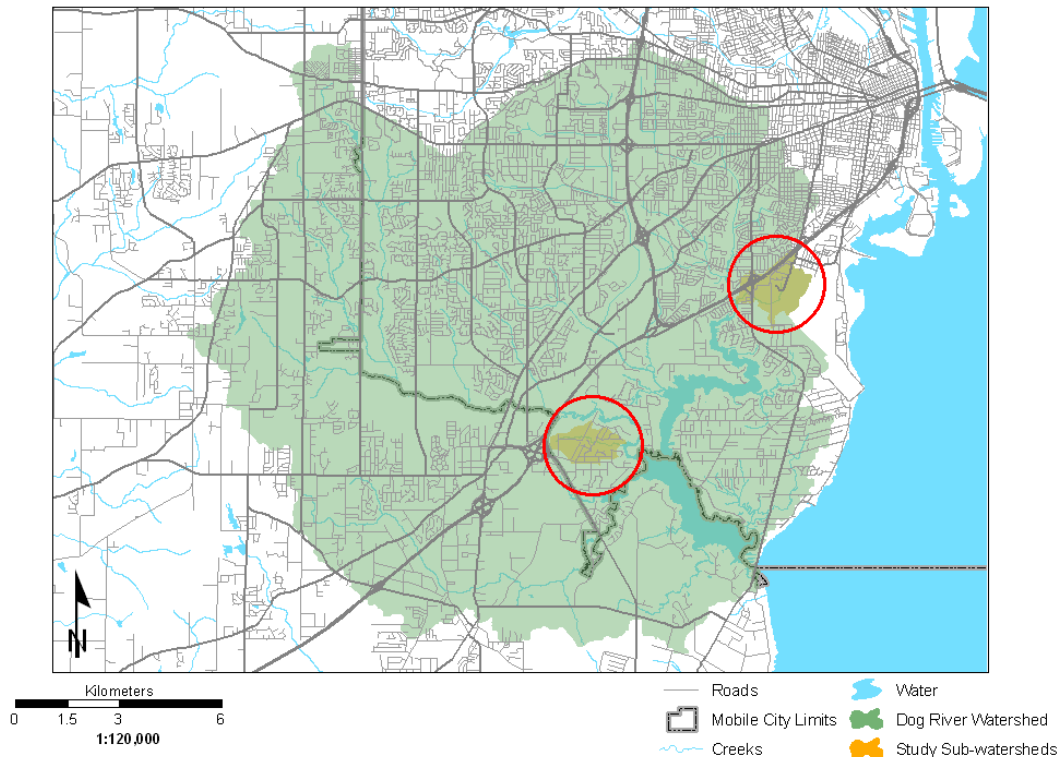 N
Kilometers
0 1.5 3 6
1:120,000
Roads
Mobile City Limits
Creeks
Water
Dog River Watershed
Study Sub-watersheds